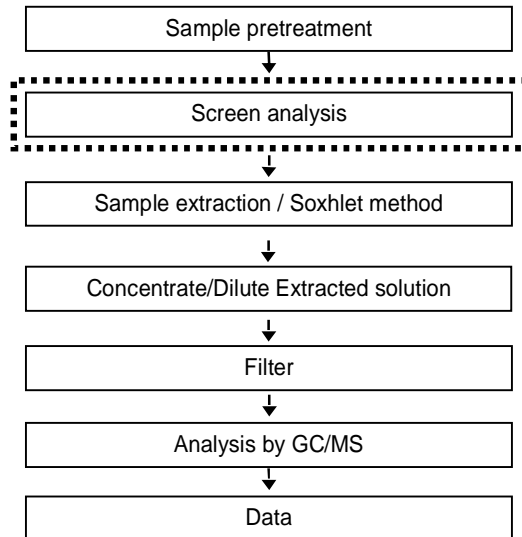 Sample pretreatment
Screen analysis
Sample extraction / Soxhlet method
Concentrate/Dilute Extracted solution
Filter
Analysis by GC/MS
Data